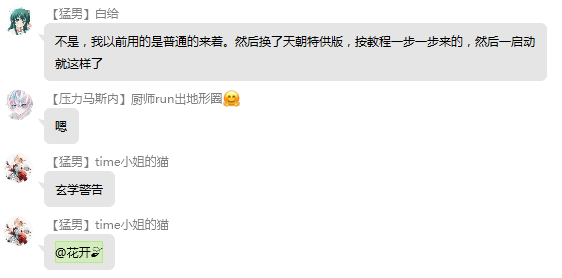 【猛男】白给
不是，我以前用的是普通的来着。然后换了天朝特供版，按教程一步一步来的，然后一启动
就这样了
【压力马斯内】厨师run出地形圈🤗
嗯
【猛男】time小姐的猫
玄学警告
【猛男】time小姐的猫
@花开